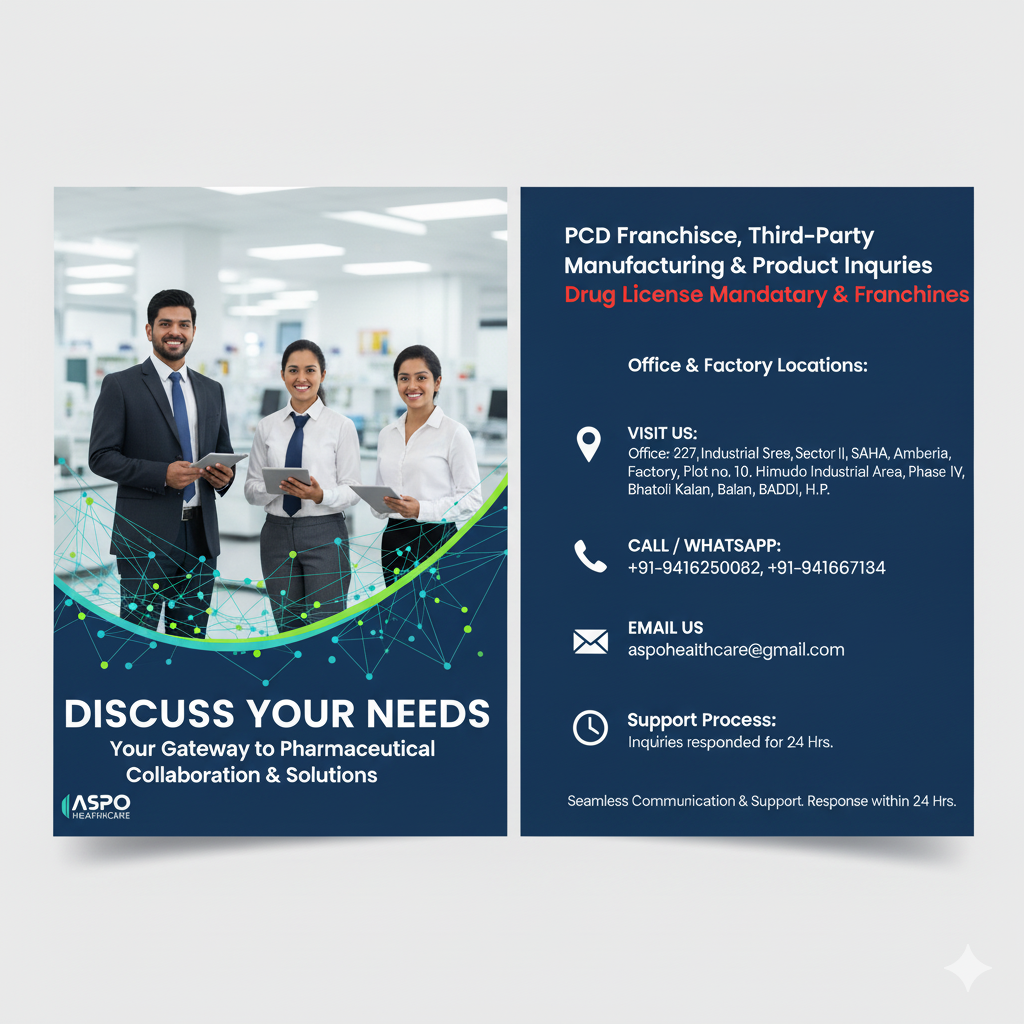 DISCUSS YOUR NEEDS
Your Gateway to Pharmaceutical
Collaboration & Solutions
ASPO
HEAFRHCARE
PCD Franchisce, Third-Party
Manufacturing & Product Inquries
Drug License Mandatary & Franchines
Office & Factory Locations:
VISIT US:
Office: 227, Industrial Sres, Sector II, SAHA, Amberia,
Factory, Plot no. 10. Himudo Industrial Area, Phase IV,
Bhatoli Kalan, Balan, BADDI, H.P.
CALL / WHATSAPP:
+91-9416250082, +91-941667134
EMAIL US
aspohealthcare@gmail.com
Support Process:
Inquiries responded for 24 Hrs.
Seamless Communication & Support. Response within 24 Hrs.